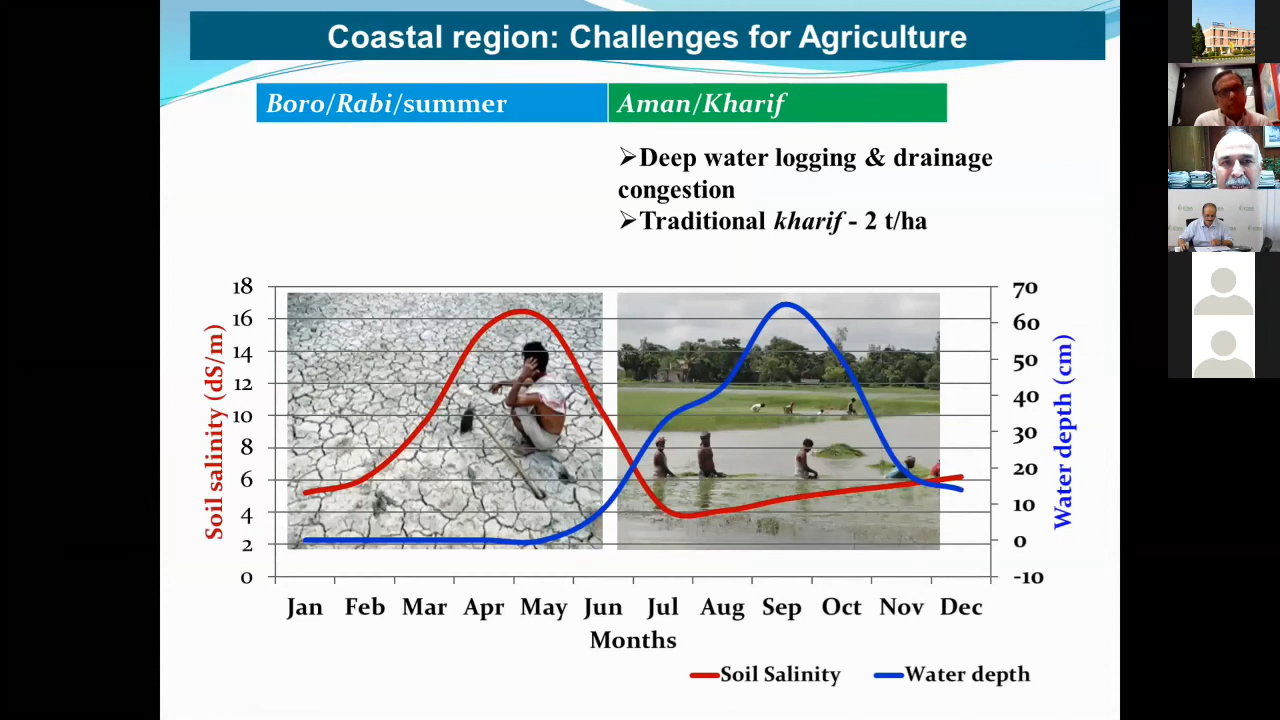 Coastal region: Challenges for Agriculture
Boro/Rabi/summer
Aman/Kharif
➢Deep water logging & drainage
congestion
➢Traditional kharif - 2 t/ha
18
16
14
12
10
8
6
4
2
0
Soil salinity (dS/m)
70
60
50
40
30
20
10
0
-10
Water depth (cm)
Jan Feb Mar Apr May Jun Jul Aug Sep Oct Nov Dec
Months
Soil Salinity
Water depth